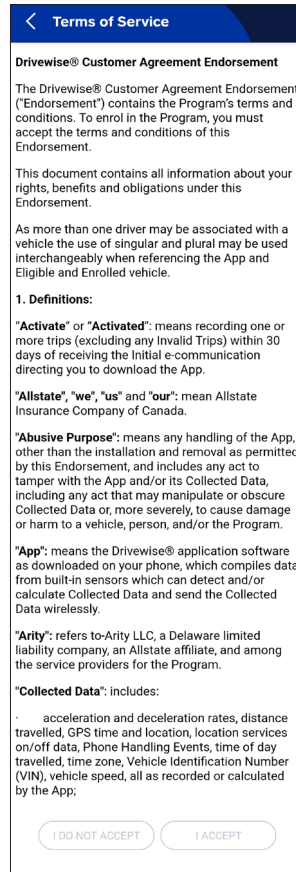 Terms of Service
Drivewise® Customer Agreement Endorsement
The Drivewise® Customer Agreement Endorsement
("Endorsement") contains the Program's terms and
conditions. To enrol in the Program, you must
accept the terms and conditions of this
Endorsement.
This document contains all information about your
rights, benefits and obligations under this
Endorsement.
As more than one driver may be associated with a
vehicle the use of singular and plural may be used
interchangeably when referencing the App and
Eligible and Enrolled vehicle.
1. Definitions:
“Activate” or “Activated”: means recording one or
more trips (excluding any Invalid Trips) within 30
days of receiving the Initial e-communication
directing you to download the App.
"Allstate", "we", "us" and "our": mean Allstate
Insurance Company of Canada.
"Abusive Purpose": means any handling of the App,
other than the installation and removal as permitted
by this Endorsement, and includes any act to
tamper with the App and/or its Collected Data,
including any act that may manipulate or obscure
Collected Data or, more severely, to cause damage
or harm to a vehicle, person, and/or the Program.
"App": means the Drivewise® application software
as downloaded on your phone, which compiles data
from built-in sensors which can detect and/or
calculate Collected Data and send the Collected
Data wirelessly.
"Arity": refers to-Arity LLC, a Delaware limited
liability company, an Allstate affiliate, and among
the service providers for the Program.
"Collected Data": includes:
· acceleration and deceleration rates, distance
travelled, GPS time and location, location services
on/off data, Phone Handling Events, time of day
travelled, time zone, Vehicle Identification Number
(VIN), vehicle speed, all as recorded or calculated
by the App;
I DO NOT ACCEPT
I ACCEPT